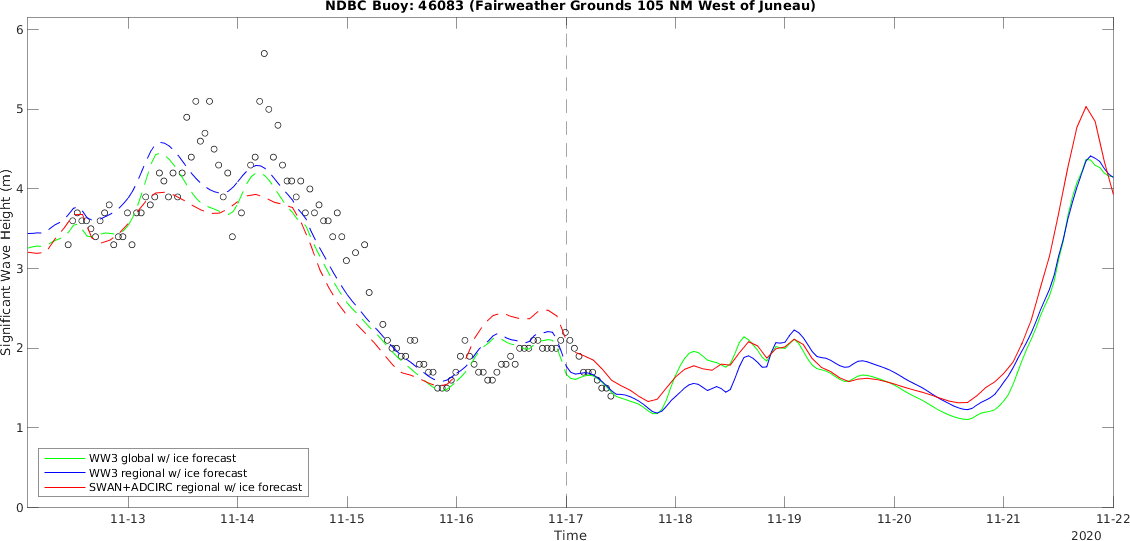 NDBC Buoy: 46083 (Fairweather Grounds 105 NM West of Juneau)
Significant Wave Height (m)
6
5
4
3
2
1
0
WW3 global w/ ice forecast
WW3 regional w/ ice forecast
SWAN+ADCIRC regional w/ ice forecast
11-13 11-14 11-15 11-16 11-17 11-18 11-19 11-20 11-21 11-22
Time
2020